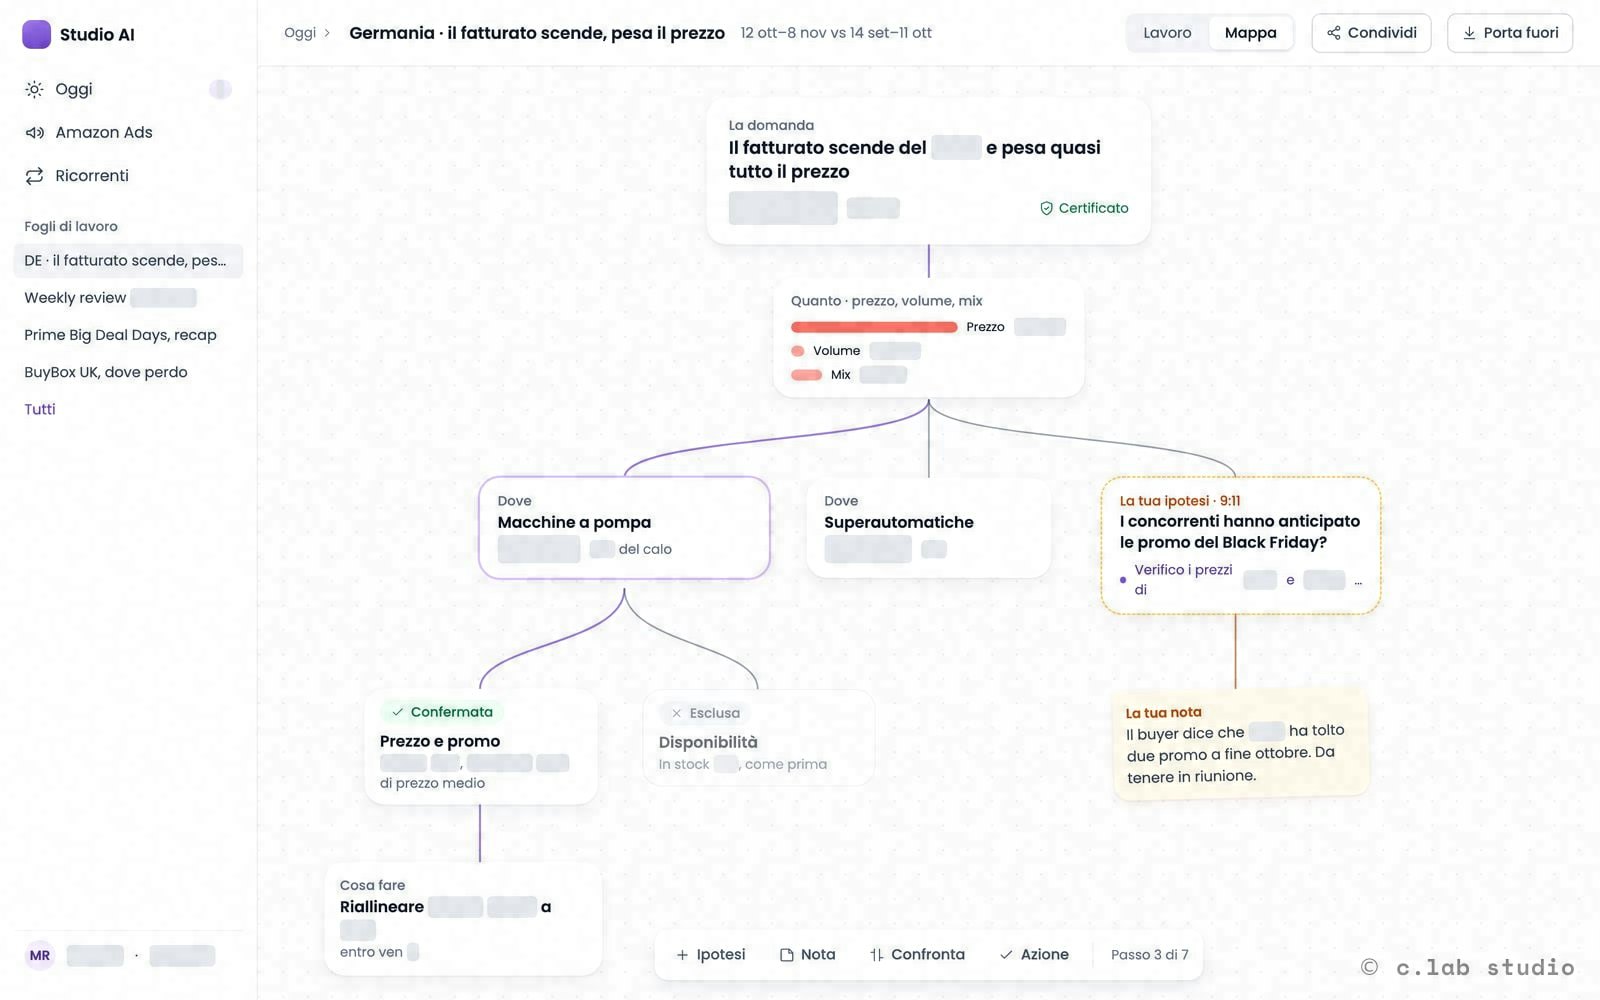 Studio AI
Oggi
Amazon Ads
Ricorrenti
Fogli di lavoro
DE · il fatturato scende, pes...
Weekly review
Prime Big Deal Days, recap
BuyBox UK, dove perdo
Tutti
MR ·
Oggi > Germania · il fatturato scende, pesa il prezzo 12 ott–8 nov vs 14 set–11 ott
Lavoro Mappa Condividi Porta fuori
La domanda
Il fatturato scende del e pesa quasi
tutto il prezzo
Certificato
Quanto · prezzo, volume, mix
Prezzo
Volume
Mix
Dove
Macchine a pompa
del calo
Dove
Superautomatiche
La tua ipotesi · 9:11
I concorrenti hanno anticipato
le promo del Black Friday?
Verifico i prezzi
di e ...
Confermata
Prezzo e promo
,
di prezzo medio
Esclusa
Disponibilità
In stock , come prima
La tua nota
Il buyer dice che ha tolto
due promo a fine ottobre. Da
tenere in riunione.
Cosa fare
Riallineare a
entro ven
Ipotesi Nota Confronta Azione Passo 3 di 7
© c.lab studio